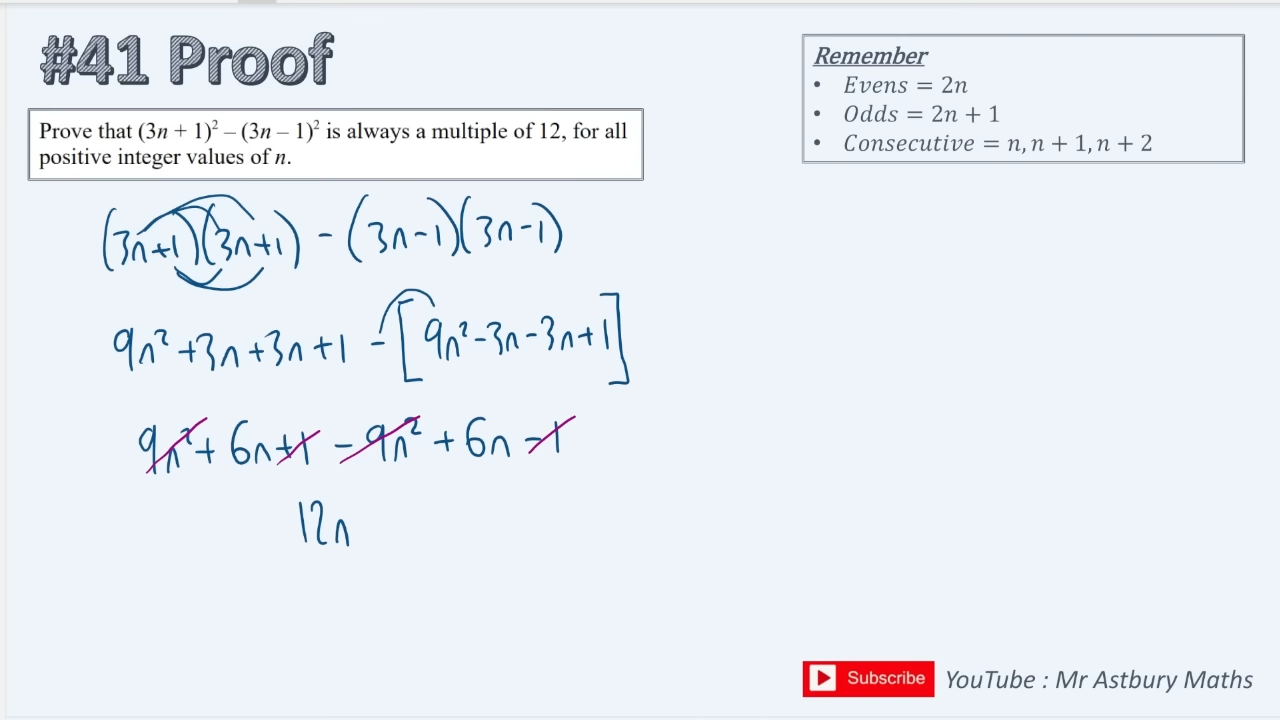 #41 Proof
Prove that (3n + 1)² – (3n – 1)² is always a multiple of 12, for all
positive integer values of n.
Remember
• Evens = 2n
• Odds = 2n + 1
• Consecutive = n, n + 1, n + 2
(3n+1)(3n+1) - (3n-1)(3n-1)
9n² +3n+3n+1 - [9n²-3n-3n+1]
9n²+ 6n+1 - 9n² + 6n -1
12n
Subscribe
YouTube : Mr Astbury Maths